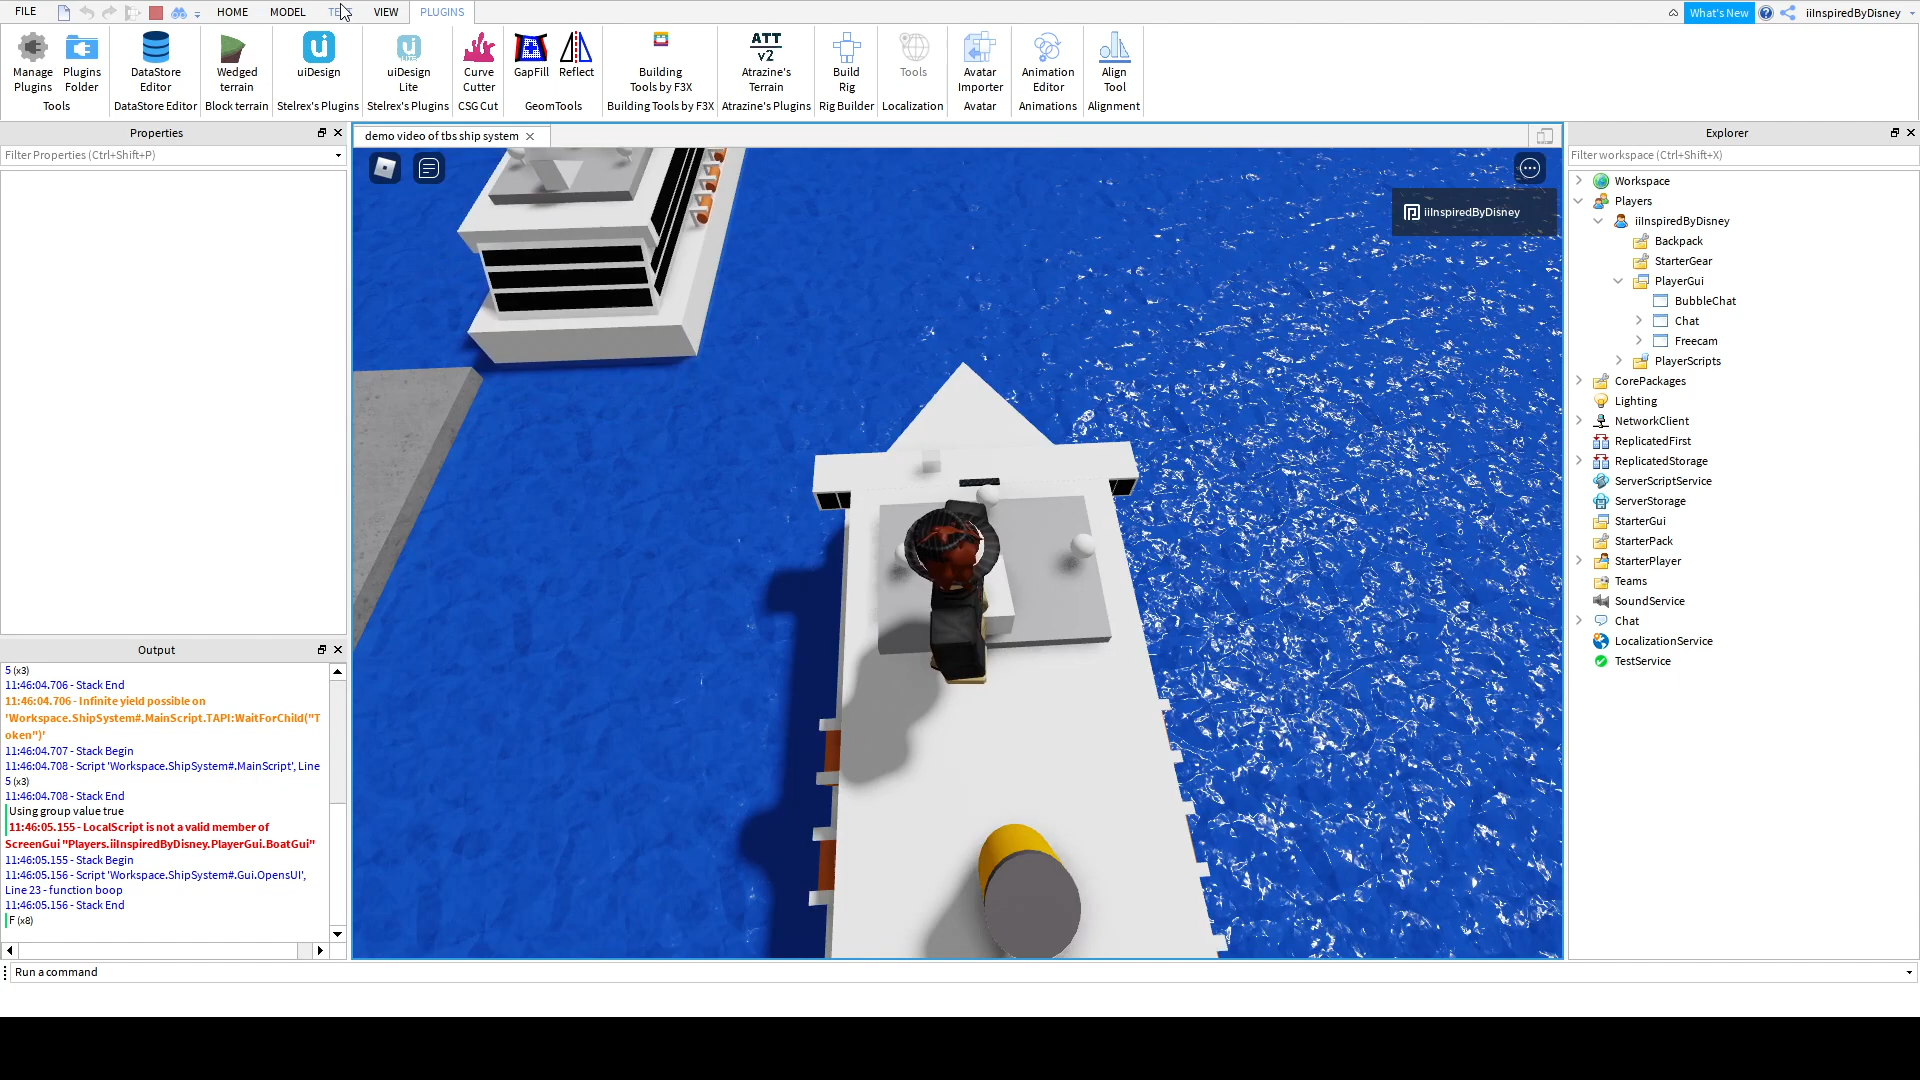 FILE
HOME
MODEL
VIEW
PLUGINS
What's New
iiInspiredByDisney
Manage
Plugins
Plugins
Folder
Tools
DataStore
Editor
DataStore Editor
Wedged
terrain
Block terrain
uiDesign
Stelrex's Plugins
uiDesign
Lite
Stelrex's Plugins
Curve
Cutter
CSG Cut
GapFill
Reflect
GeomTools
Building
Tools by F3X
Building Tools by F3X
ATT
v2
Atrazine's
Terrain
Atrazine's Plugins
Build
Rig
Rig Builder
Tools
Localization
Avatar
Importer
Avatar
Animation
Editor
Animations
Align
Tool
Alignment
Properties
Filter Properties (Ctrl+Shift+P)
demo video of tbs ship system
iiInspiredByDisney
Explorer
Filter workspace (Ctrl+Shift+X)
Workspace
Players
iiInspiredByDisney
Backpack
StarterGear
PlayerGui
BubbleChat
Chat
Freecam
PlayerScripts
CorePackages
Lighting
NetworkClient
ReplicatedFirst
ReplicatedStorage
ServerScriptService
ServerStorage
StarterGui
StarterPack
StarterPlayer
Teams
SoundService
Chat
LocalizationService
TestService
Output
5 (x3)
11:46:04.706 - Stack End
11:46:04.706 - Infinite yield possible on
'Workspace.ShipSystem#.MainScript.TAPI:WaitForChild("T
oken")'
11:46:04.707 - Stack Begin
11:46:04.708 - Script 'Workspace.ShipSystem#.MainScript', Line
5 (x3)
11:46:04.708 - Stack End
Using group value true
11:46:05.155 - LocalScript is not a valid member of
ScreenGui "Players.iiInspiredByDisney.PlayerGui.BoatGui"
11:46:05.155 - Stack Begin
11:46:05.156 - Script 'Workspace.ShipSystem#.Gui.OpensUI',
Line 23 - function boop
11:46:05.156 - Stack End
F (x8)
Run a command